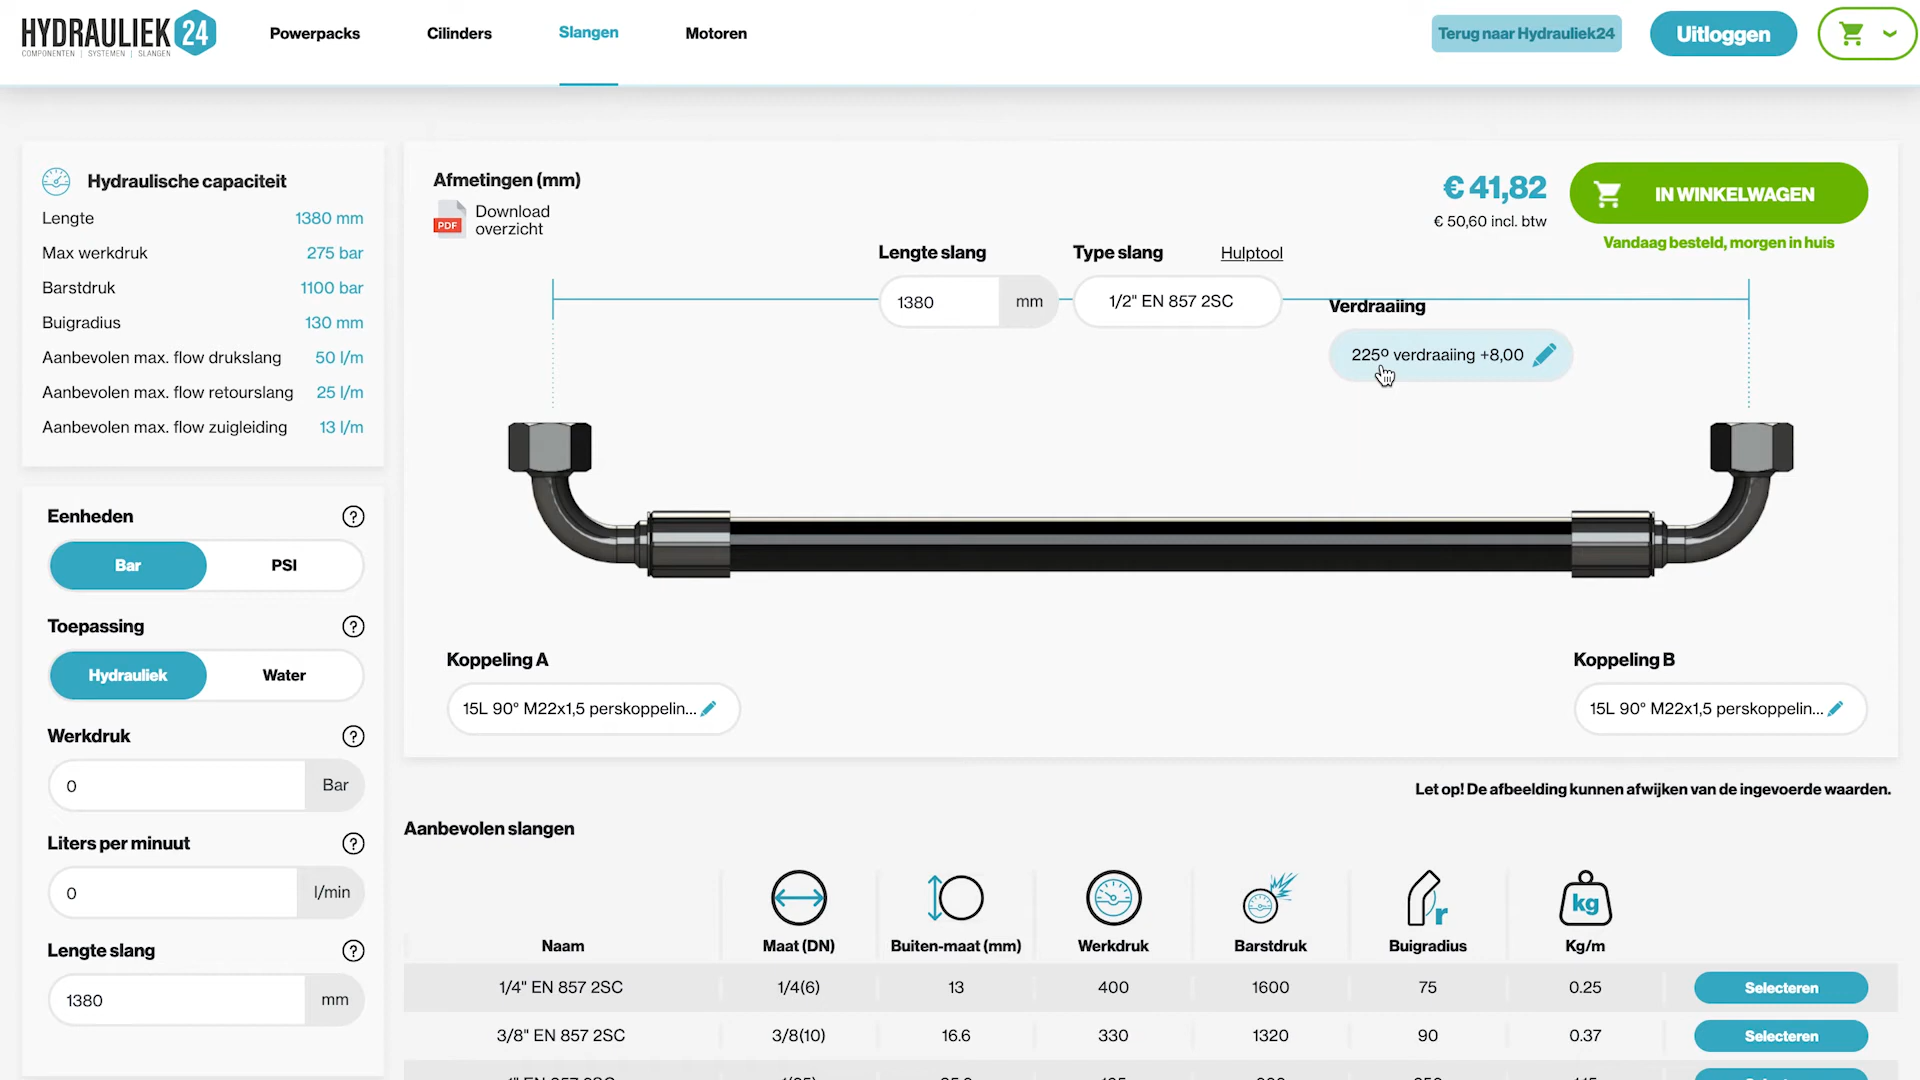 HYDRAULIEK 24
COMPONENTEN | SYSTEMEN | SLANGEN
Powerpacks
Cilinders
Slangen
Motoren
Terug naar Hydrauliek24
Uitloggen
Hydraulische capaciteit
Lengte 1380 mm
Max werkdruk 275 bar
Barstdruk 1100 bar
Buigradius 130 mm
Aanbevolen max. flow drukslang 50 l/m
Aanbevolen max. flow retourslang 25 l/m
Aanbevolen max. flow zuigleiding 13 l/m
Eenheden ?
Bar PSI
Toepassing ?
Hydrauliek Water
Werkdruk ?
0 Bar
Liters per minuut ?
0 l/min
Lengte slang ?
1380 mm
Afmetingen (mm)
PDF
Download
overzicht
€ 41,82
€ 50,60 incl. btw
IN WINKELWAGEN
Vandaag besteld, morgen in huis
Lengte slang
1380 mm
Type slang
Hulptool
1/2" EN 857 2SC
Verdraaiing
225º verdraaiing +8,00
Koppeling A
15L 90° M22x1,5 perskoppelin...
Koppeling B
15L 90° M22x1,5 perskoppelin...
Let op! De afbeelding kunnen afwijken van de ingevoerde waarden.
Aanbevolen slangen
r
kg
Naam Maat (DN) Buiten-maat (mm) Werkdruk Barstdruk Buigradius Kg/m
1/4" EN 857 2SC 1/4(6) 13 400 1600 75 0.25 Selecteren
3/8" EN 857 2SC 3/8(10) 16.6 330 1320 90 0.37 Selecteren